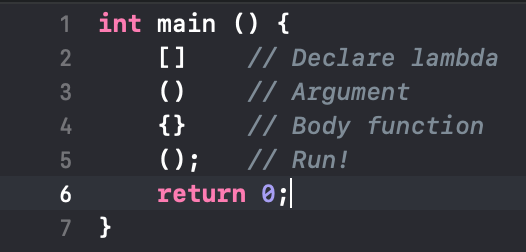 1 int main () {
2 [] // Declare lambda
3 () // Argument
4 {} // Body function
5 (); // Run!
6 return 0;
7 }